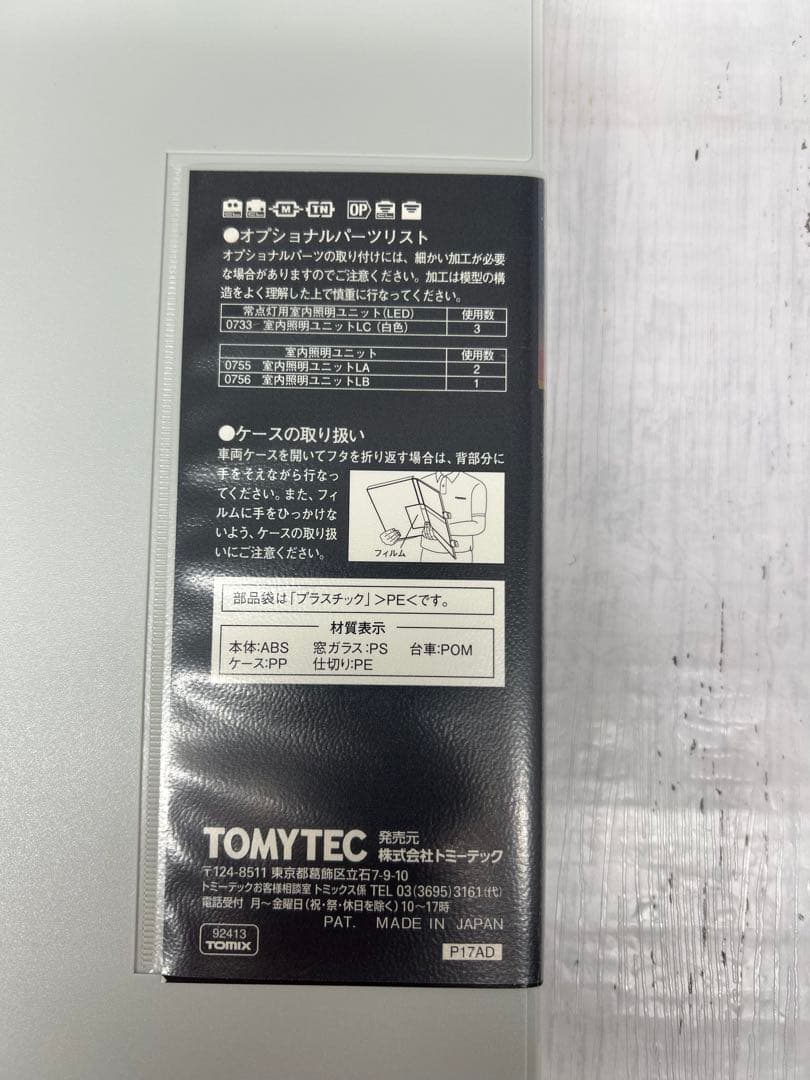 M TN OP
●オプショナルパーツリスト
オプショナルパーツの取り付けには、細かい加工が必要
な場合がありますのでご注意ください。加工は模型の構
造をよく理解した上で慎重に行なってください。
常点灯用室内照明ユニット(LED) 使用数
0733 室内照明ユニットLC(白色) 3
室内照明ユニット 使用数
0755 室内照明ユニットLA 2
0756 室内照明ユニットLB 1
●ケースの取り扱い
車両ケースを開いてフタを折り返す場合は、背部分に
手をそえながら行なっ
てください。また、フィ
ルムに手をひっかけな
いよう、ケースの取り扱
いにご注意ください。
フィルム
部品袋は「プラスチック」>PE<です。
材質表示
本体:ABS 窓ガラス:PS 台車:POM
ケース:PP 仕切り:PE
TOMYTEC 発売元 株式会社トミーテック
〒124-8511 東京都葛飾区立石7-9-10
トミーテックお客様相談室 トミックス係 TEL 03(3695)3161(代)
電話受付 月~金曜日(祝・祭・休日を除く)10~17時
PAT. MADE IN JAPAN
92413
TOMIX
P17AD